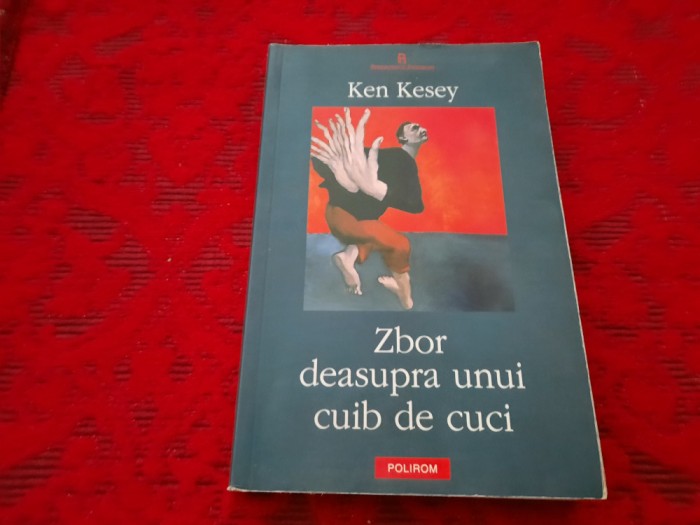 Ken Kesey
Zbor
deasupra unui
cuib de cuci
POLIROM